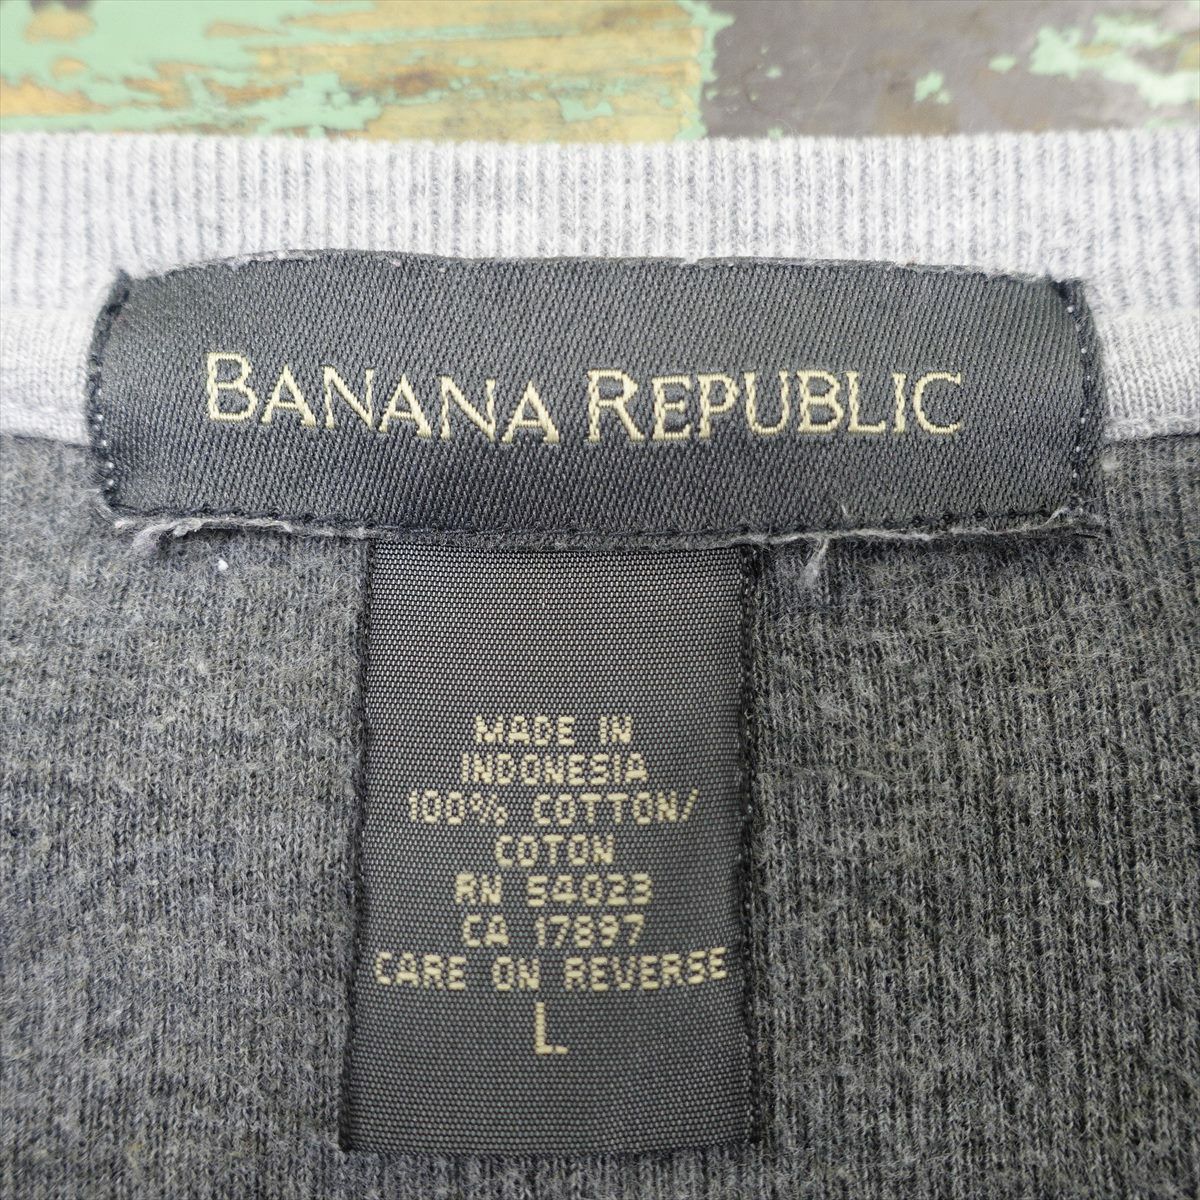 BANANA REPUBLIC
MADE IN
INDONESIA
100% COTTON/
COTON
RN 54023
CA 17897
CARE ON REVERSE
L